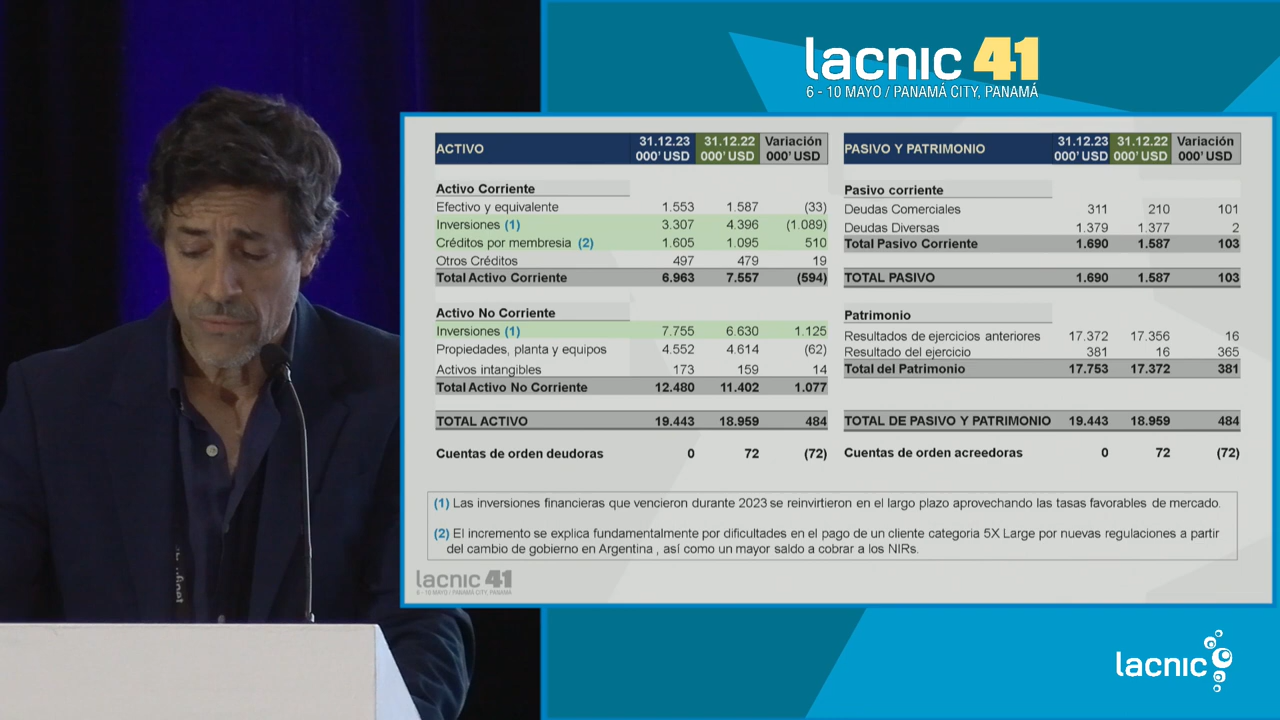 lacnic 41
6 - 10 MAYO / PANAMÁ CITY, PANAMÁ
ACTIVO 31.12.23 000' USD 31.12.22 000' USD Variación 000' USD
Activo Corriente
Efectivo y equivalente 1.553 1.587 (33)
Inversiones (1) 3.307 4.396 (1.089)
Créditos por membresia (2) 1.605 1.095 510
Otros Créditos 497 479 19
Total Activo Corriente 6.963 7.557 (594)
Activo No Corriente
Inversiones (1) 7.755 6.630 1.125
Propiedades, planta y equipos 4.552 4.614 (62)
Activos intangibles 173 159 14
Total Activo No Corriente 12.480 11.402 1.077
TOTAL ACTIVO 19.443 18.959 484
Cuentas de orden deudoras 0 72 (72)
PASIVO Y PATRIMONIO 31.12.23 000' USD 31.12.22 000' USD Variación 000' USD
Pasivo corriente
Deudas Comerciales 311 210 101
Deudas Diversas 1.379 1.377 2
Total Pasivo Corriente 1.690 1.587 103
TOTAL PASIVO 1.690 1.587 103
Patrimonio
Resultados de ejercicios anteriores 17.372 17.356 16
Resultado del ejercicio 381 16 365
Total del Patrimonio 17.753 17.372 381
TOTAL DE PASIVO Y PATRIMONIO 19.443 18.959 484
Cuentas de orden acreedoras 0 72 (72)
(1) Las inversiones financieras que vencieron durante 2023 se reinvirtieron en el largo plazo aprovechando las tasas favorables de mercado.
(2) El incremento se explica fundamentalmente por dificultades en el pago de un cliente categoria 5X Large por nuevas regulaciones a partir
del cambio de gobierno en Argentina , así como un mayor saldo a cobrar a los NIRs.
lacnic 41
6 - 10 MAYO / PANAMÁ CITY, PANAMÁ
lacnic